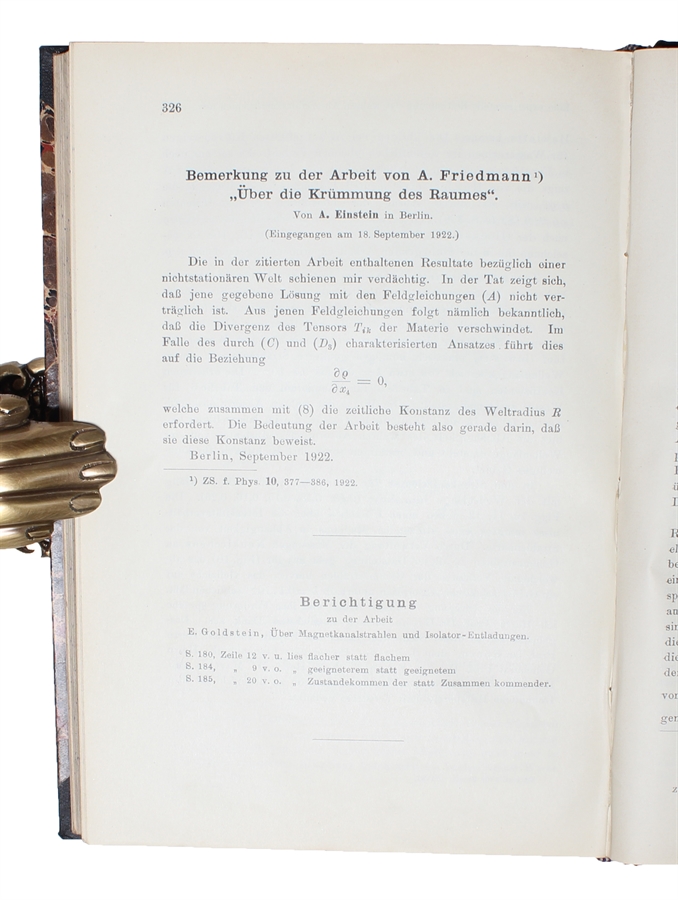 326
Bemerkung zu der Arbeit von A. Friedmann ¹)
„Über die Krümmung des Raumes“.
Von A. Einstein in Berlin.
(Eingegangen am 18. September 1922.)
Die in der zitierten Arbeit enthaltenen Resultate bezüglich einer
nichtstationären Welt schienen mir verdächtig. In der Tat zeigt sich,
daß jene gegebene Lösung mit den Feldgleichungen (A) nicht ver-
träglich ist. Aus jenen Feldgleichungen folgt nämlich bekanntlich,
daß die Divergenz des Tensors T_{ik} der Materie verschwindet. Im
Falle des durch (C) und (D₃) charakterisierten Ansatzes führt dies
auf die Beziehung
∂ϱ/∂x₄ = 0,
welche zusammen mit (8) die zeitliche Konstanz des Weltradius R
erfordert. Die Bedeutung der Arbeit besteht also gerade darin, daß
sie diese Konstanz beweist.
Berlin, September 1922.
¹) ZS. f. Phys. 10, 377—386, 1922.
Berichtigung
zu der Arbeit
E. Goldstein, Über Magnetkanalstrahlen und Isolator-Entladungen.
S. 180, Zeile 12 v. u. lies flacher statt flachem
S. 184, „ 9 v. o. „ geeigneterem statt geeignetem
S. 185, „ 20 v. o. „ Zustandekommen der statt Zusammen kommender.